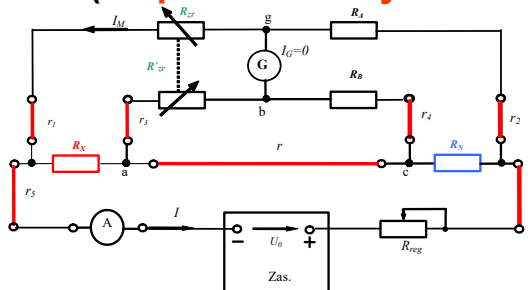 R_zr
I_M
g
R_A
I_G=0
R`_zr
G
R_B
b
r_1
r_3
r_4
r_2
R_X
r
R_N
a
c
r_5
A
I
U_0
− +
R_reg
Zas.